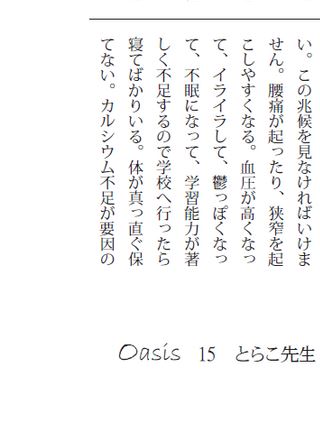 い。この兆候を見なければいけま
せん。腰痛が起ったり、狭窄を起
こしやすくなる。血圧が高くなっ
て、イライラして、鬱っぽくなっ
て、不眠になって、学習能力が著
しく不足するので学校へ行ったら
寝てばかりいる。体が真っ直ぐ保
てない。カルシウム不足が要因の
Oasis 15 とらこ先生